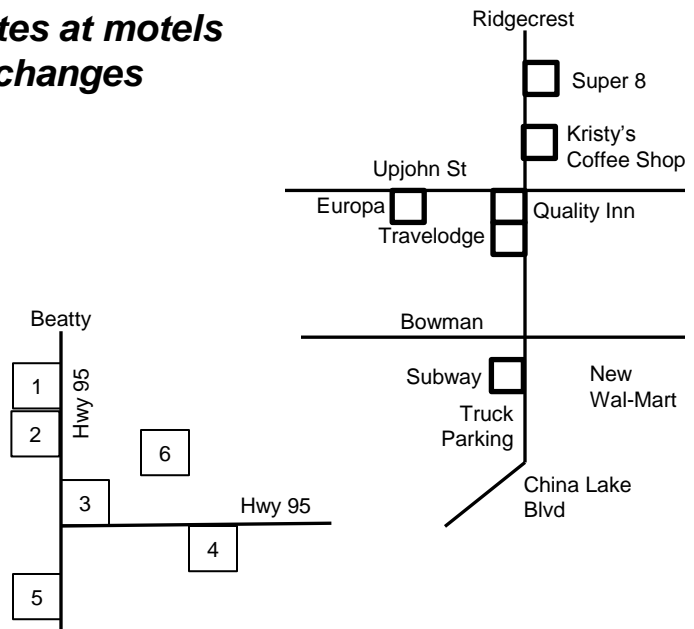 tes at motels
changes
Ridgecrest
Super 8
Kristy's
Coffee Shop
Upjohn St
Europa
Quality Inn
Travelodge
Bowman
Subway
New
Wal-Mart
Truck
Parking
China Lake
Blvd
Beatty
1
Hwy 95
2
6
3
Hwy 95
4
5